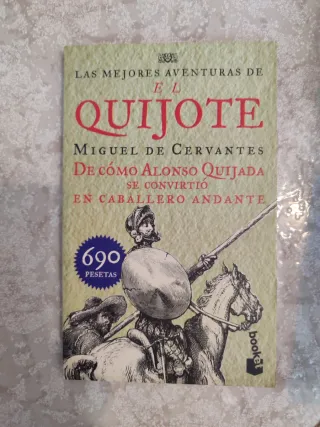 LAS MEJORES AVENTURAS DE
EL
QUIJOTE
MIGUEL DE CERVANTES
DE CÓMO ALONSO QUIJADA
SE CONVIRTIÓ
EN CABALLERO ANDANTE
690
PESETAS
booket